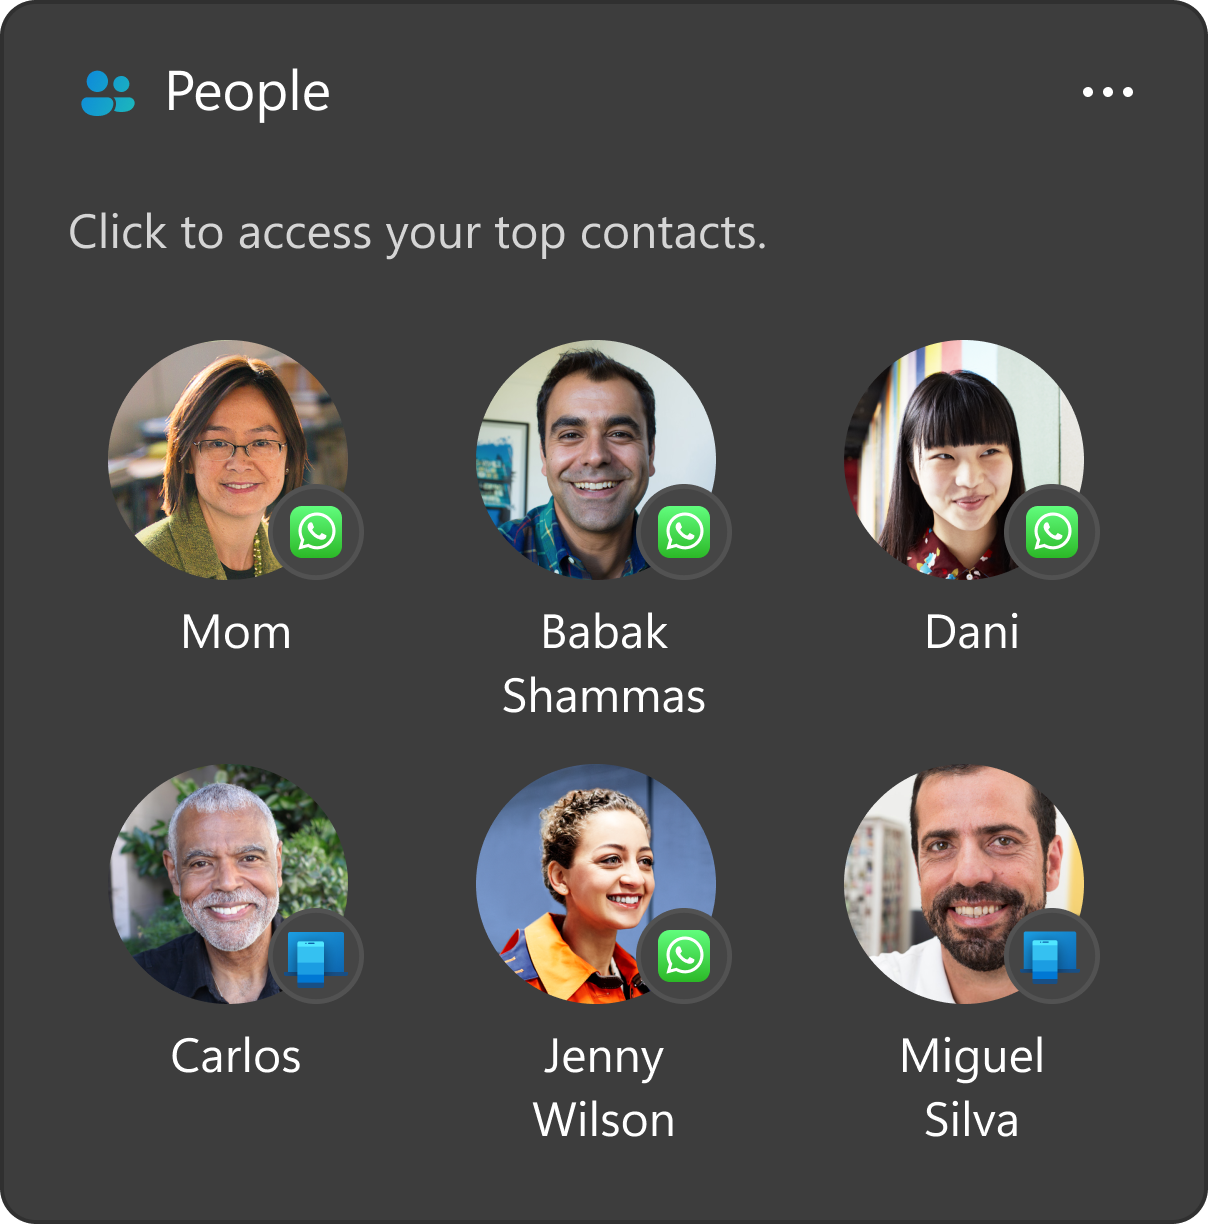 People
Click to access your top contacts.
Mom
Babak
Shammas
Dani
Carlos
Jenny
Wilson
Miguel
Silva